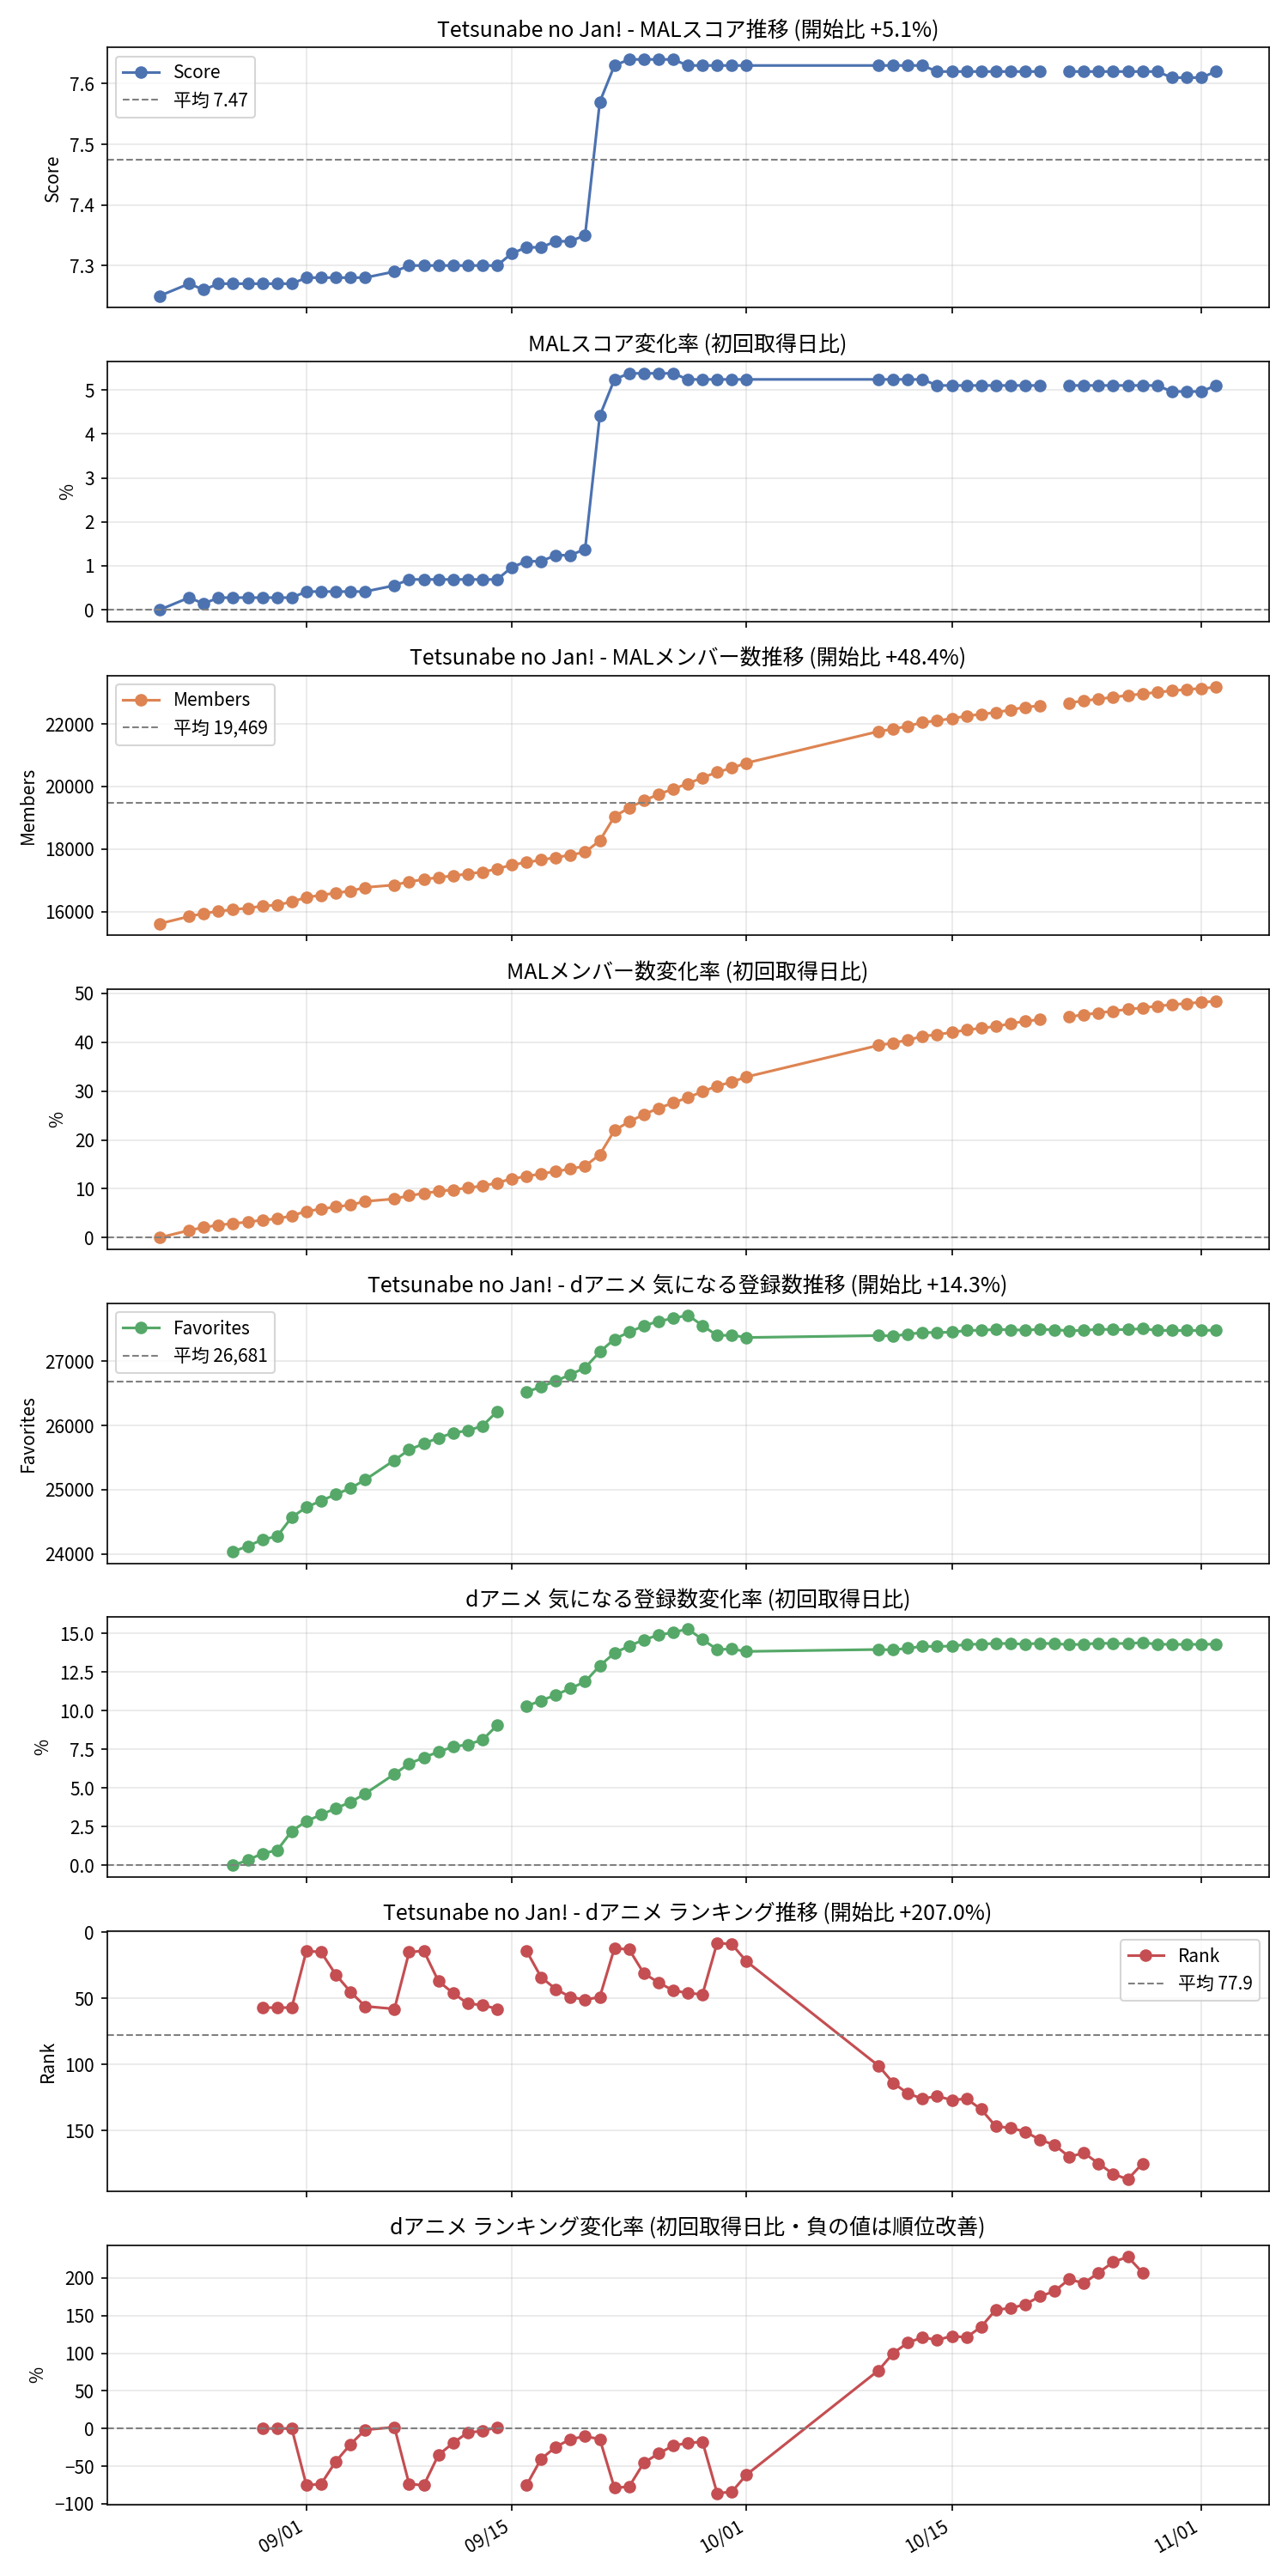 Tetsunabe no Jan! - MALスコア推移 (開始比 +5.1%)
Score
平均 7.47
Score
7.6
7.5
7.4
7.3
MALスコア変化率 (初回取得日比)
%
5
4
3
2
1
0
Tetsunabe no Jan! - MALメンバー数推移 (開始比 +48.4%)
Members
平均 19,469
Members
22000
20000
18000
16000
MALメンバー数変化率 (初回取得日比)
%
50
40
30
20
10
0
Tetsunabe no Jan! - dアニメ 気になる登録数推移 (開始比 +14.3%)
Favorites
平均 26,681
Favorites
27000
26000
25000
24000
dアニメ 気になる登録数変化率 (初回取得日比)
%
15.0
12.5
10.0
7.5
5.0
2.5
0.0
Tetsunabe no Jan! - dアニメ ランキング推移 (開始比 +207.0%)
Rank
平均 77.9
Rank
0
50
100
150
dアニメ ランキング変化率 (初回取得日比・負の値は順位改善)
%
200
150
100
50
0
−50
−100
09/01
09/15
10/01
10/15
11/01